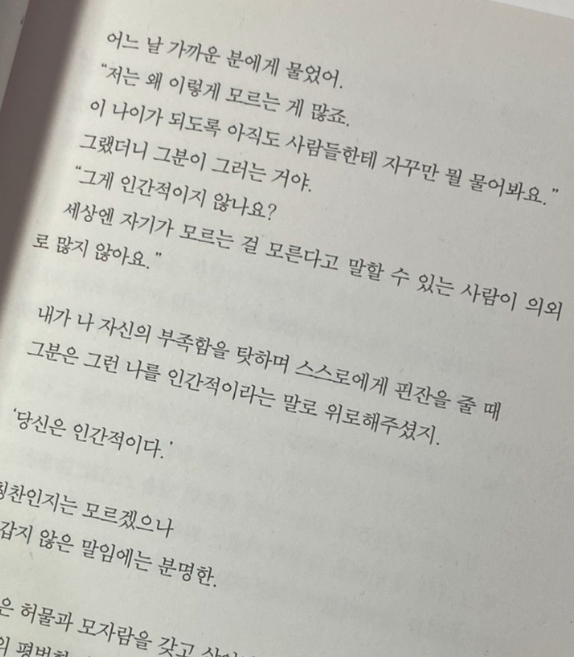 어느 날 가까운 분에게 물었어.
“저는 왜 이렇게 모르는 게 많죠.
이 나이가 되도록 아직도 사람들한테 자꾸만 뭘 물어봐요.”
그랬더니 그분이 그러는 거야.
“그게 인간적이지 않나요?
세상엔 자기가 모르는 걸 모른다고 말할 수 있는 사람이 의외
로 많지 않아요.”
내가 나 자신의 부족함을 탓하며 스스로에게 핀잔을 줄 때
그분은 그런 나를 인간적이라는 말로 위로해주셨지.
‘당신은 인간적이다.’
칭찬인지는 모르겠으나
갑지 않은 말임에는 분명한.
은 허물과 모자람을 갖고